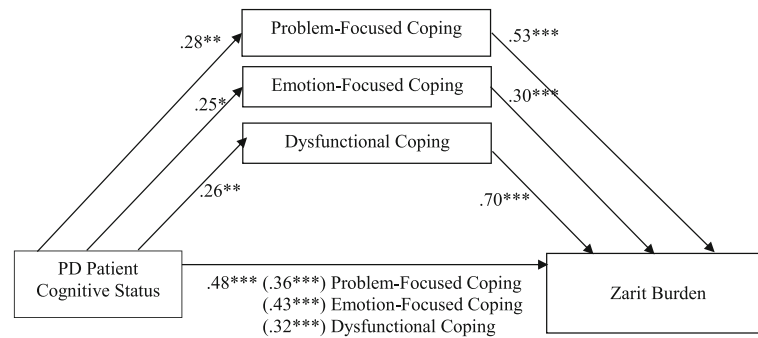 Problem-Focused Coping
.28**
.53***
Emotion-Focused Coping
.25*
.30***
Dysfunctional Coping
.26**
.70***
PD Patient
Cognitive Status
.48*** (.36***) Problem-Focused Coping
(.43***) Emotion-Focused Coping
(.32***) Dysfunctional Coping
Zarit Burden